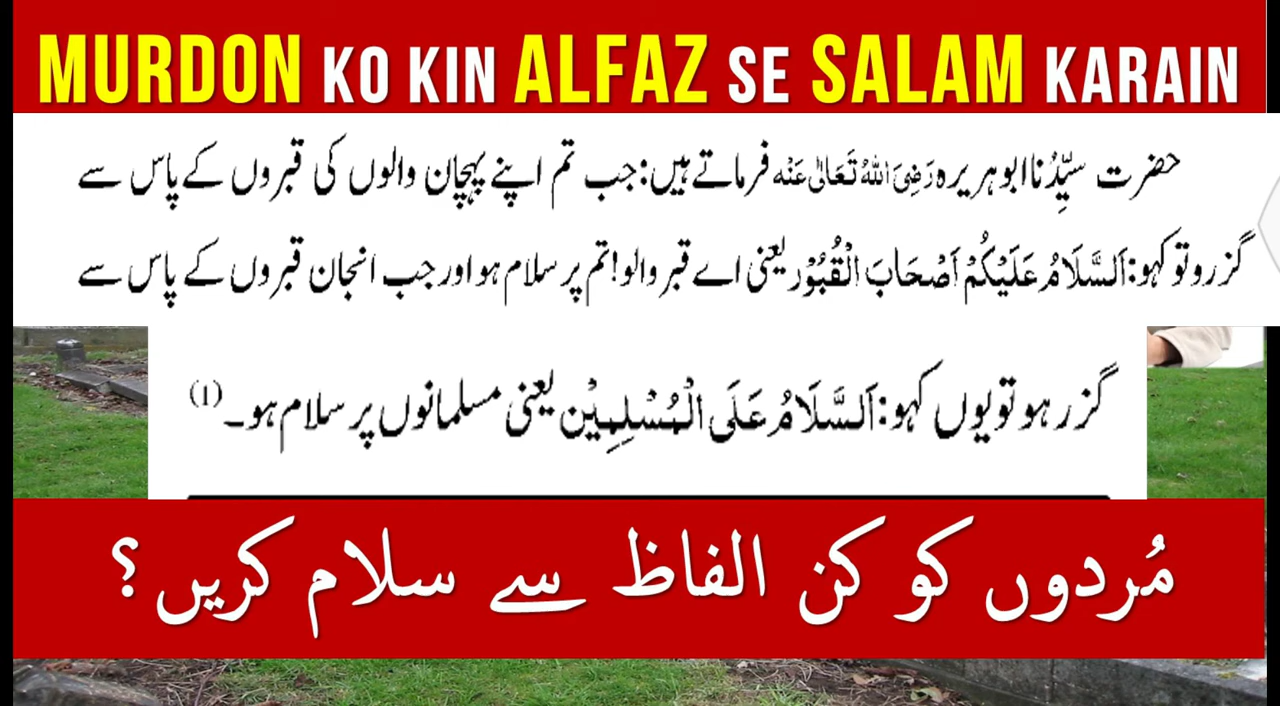 MURDON KO KIN ALFAZ SE SALAM KARAIN
حضرت سیِّدُنا ابوہریرہ رَضِیَ اللهُ تَعَالٰی عَنْه فرماتے ہیں: جب تم اپنے پہچان والوں کی قبروں کے پاس سے
گزرو تو کہو: اَلسَّلَامُ عَلَيْكُمْ اَصْحَابَ الْقُبُوْر یعنی اے قبر والو! تم پر سلام ہو اور جب انجان قبروں کے پاس سے
گزر ہو تو یوں کہو: اَلسَّلَامُ عَلَى الْمُسْلِمِيْن یعنی مسلمانوں پر سلام ہو۔ (1)
مُردوں کو کن الفاظ سے سلام کریں؟